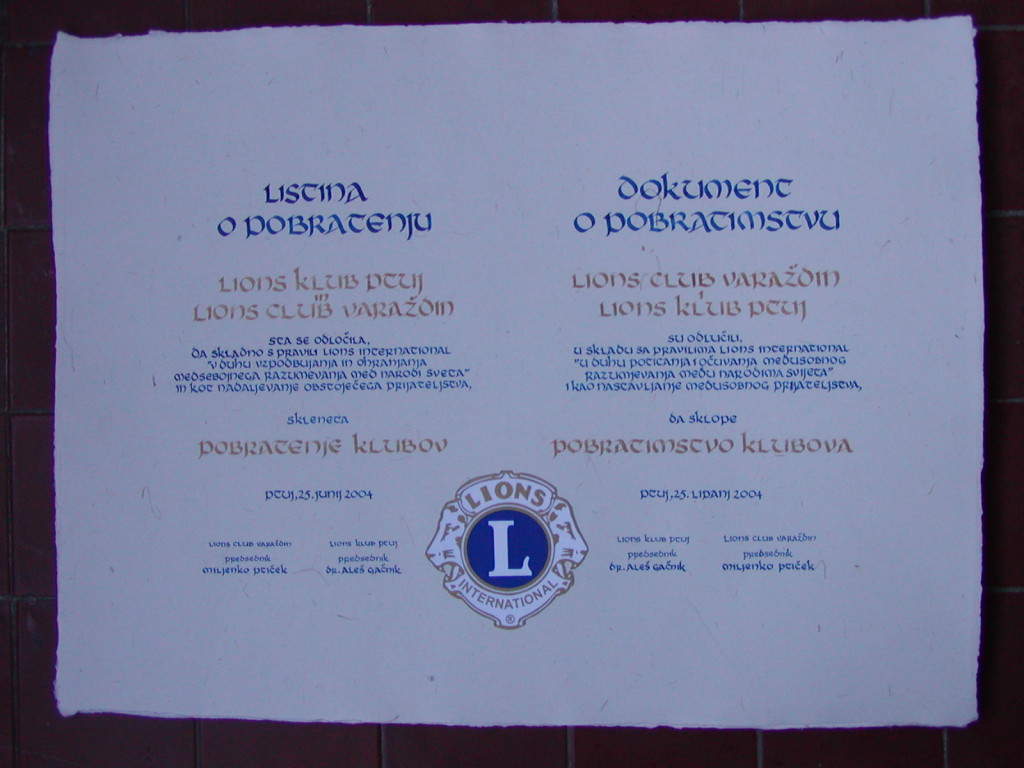 LISTINA
O POBRATENJU
LIONS KLUB PTUJ
IN
LIONS CLUB VARAŽDIN
STA SE ODLOČILA,
DA SKLADNO S PRAVILI LIONS INTERNATIONAL
"V DUHU VZPODBUJANJA IN OHRANJANJA
MEDSEBOJNEGA RAZUMEVANJA MED NARODI SVETA"
IN KOT NADALJEVANJE OBSTOJEČEGA PRIJATELJSTVA,
SKLENETA
POBRATENJE KLUBOV
PTUJ, 25. JUNIJ 2004
LIONS CLUB VARAŽDIN
PREDSEDNIK
MILJENKO PTIČEK
LIONS KLUB PTUJ
PREDSEDNIK
DR. ALEŠ GAČNIK
DOKUMENT
O POBRATIMSTVU
LIONS CLUB VARAŽDIN
I
LIONS KLUB PTUJ
SU ODLUČILI,
U SKLADU SA PRAVILIMA LIONS INTERNATIONAL
"U DUHU POTICANJA I OČUVANJA MEĐUSOBNOG
RAZUMJEVANJA MEĐU NARODIMA SVIJETA"
I KAO NASTAVLJANJE MEĐUSOBNOG PRIJATELJSTVA,
DA SKLOPE
POBRATIMSTVO KLUBOVA
PTUJ, 25. LIPANJ 2004
LIONS KLUB PTUJ
PREDSEDNIK
DR. ALEŠ GAČNIK
LIONS CLUB VARAŽDIN
PREDSEDNIK
MILJENKO PTIČEK
LIONS
L
INTERNATIONAL
®